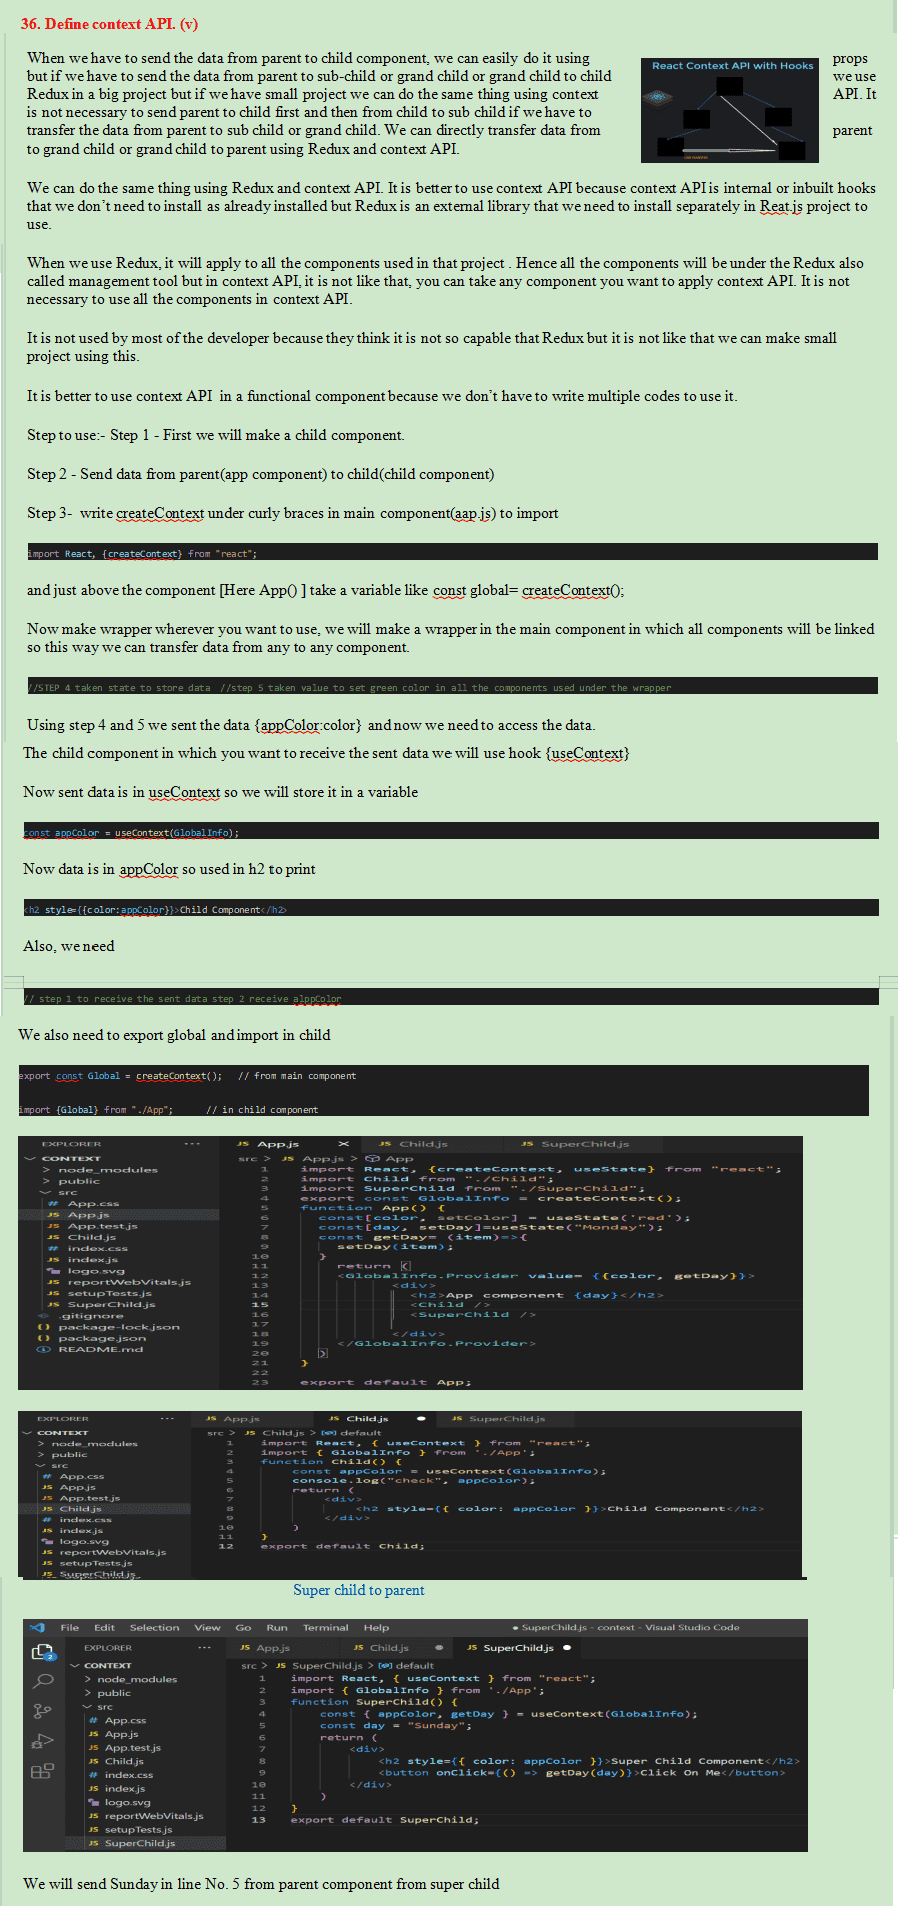 36. Define context API. (v)
When we have to send the data from parent to child component, we can easily do it using props
but if we have to send the data from parent to sub-child or grand child or grand child to child we use
Redux in a big project but if we have small project we can do the same thing using context API. It
is not necessary to send parent to child first and then from child to sub child if we have to
transfer the data from parent to sub child or grand child. We can directly transfer data from parent
to grand child or grand child to parent using Redux and context API.
React Context API with Hooks
We can do the same thing using Redux and context API. It is better to use context API because context API is internal or inbuilt hooks
that we don't need to install as already installed but Redux is an external library that we need to install separately in Reat.js project to
use.
When we use Redux, it will apply to all the components used in that project . Hence all the components will be under the Redux also
called management tool but in context API, it is not like that, you can take any component you want to apply context API. It is not
necessary to use all the components in context API.
It is not used by most of the developer because they think it is not so capable that Redux but it is not like that we can make small
project using this.
It is better to use context API in a functional component because we don't have to write multiple codes to use it.
Step to use:- Step 1 - First we will make a child component.
Step 2 - Send data from parent(app component) to child(child component)
Step 3- write createContext under curly braces in main component(aap.js) to import
import React, {createContext} from "react";
and just above the component [Here App() ] take a variable like const global= createContext();
Now make wrapper wherever you want to use, we will make a wrapper in the main component in which all components will be linked
so this way we can transfer data from any to any component.
//STEP 4 taken state to store data //step 5 taken value to set green color in all the components used under the wrapper
Using step 4 and 5 we sent the data {appColor:color} and now we need to access the data.
The child component in which you want to receive the sent data we will use hook {useContext}
Now sent data is in useContext so we will store it in a variable
const appColor = useContext(GlobalInfo);
Now data is in appColor so used in h2 to print
<h2 style={{color:appColor}}>Child Component</h2>
Also, we need
// step 1 to receive the sent data step 2 receive alppColor
We also need to export global and import in child
export const Global = createContext(); // from main component
import {Global} from "./App"; // in child component
EXPLORER ··· JS App.js × JS Child.js JS SuperChild.js
CONTEXT src > JS App.js > App
> node_modules 1 import React, {createContext, useState} from "react";
> public 2 import Child from "./Child";
src 3 import SuperChild from "./SuperChild";
# App.css 4 export const GlobalInfo = createContext();
JS App.js 5 function App() {
JS App.test.js 6 const[color, setColor] = useState('red');
JS Child.js 7 const[day, setDay]=useState("Monday");
# index.css 8 const getDay= (item)=>{
JS index.js 9 setDay(item);
logo.svg 10 }
JS reportWebVitals.js 11 return (
JS setupTests.js 12 <GlobalInfo.Provider value= {{color, getDay}}>
JS SuperChild.js 13 <div>
.gitignore 14 <h2>App component {day}</h2>
{} package-lock.json 15 <Child />
{} package.json 16 <SuperChild />
README.md 17
18 </div>
19 </GlobalInfo.Provider>
20 )
21 }
22
23 export default App;
EXPLORER ··· JS App.js JS Child.js ● JS SuperChild.js
CONTEXT src > JS Child.js > default
> node_modules 1 import React, { useContext } from "react";
> public 2 import { GlobalInfo } from './App';
src 3 function Child() {
# App.css 4 const appColor = useContext(GlobalInfo);
JS App.js 5 console.log("check", appColor);
JS App.test.js 6 return (
JS Child.js 7 <div>
# index.css 8 <h2 style={{ color: appColor }}>Child Component</h2>
JS index.js 9 </div>
logo.svg 10 )
JS reportWebVitals.js 11 }
JS setupTests.js 12 export default Child;
JS SuperChild.js
Super child to parent
File Edit Selection View Go Run Terminal Help ● SuperChild.js - context - Visual Studio Code
EXPLORER ··· JS App.js JS Child.js ● JS SuperChild.js ●
CONTEXT src > JS SuperChild.js > default
> node_modules 1 import React, { useContext } from "react";
> public 2 import { GlobalInfo } from './App';
src 3 function SuperChild() {
# App.css 4 const { appColor, getDay } = useContext(GlobalInfo);
JS App.js 5 const day = "Sunday";
JS App.test.js 6 return (
JS Child.js 7 <div>
# index.css 8 <h2 style={{ color: appColor }}>Super Child Component</h2>
JS index.js 9 <button onClick={() => getDay(day)}>Click On Me</button>
logo.svg 10 </div>
JS reportWebVitals.js 11 )
JS setupTests.js 12 }
JS SuperChild.js 13 export default SuperChild;
We will send Sunday in line No. 5 from parent component from super child